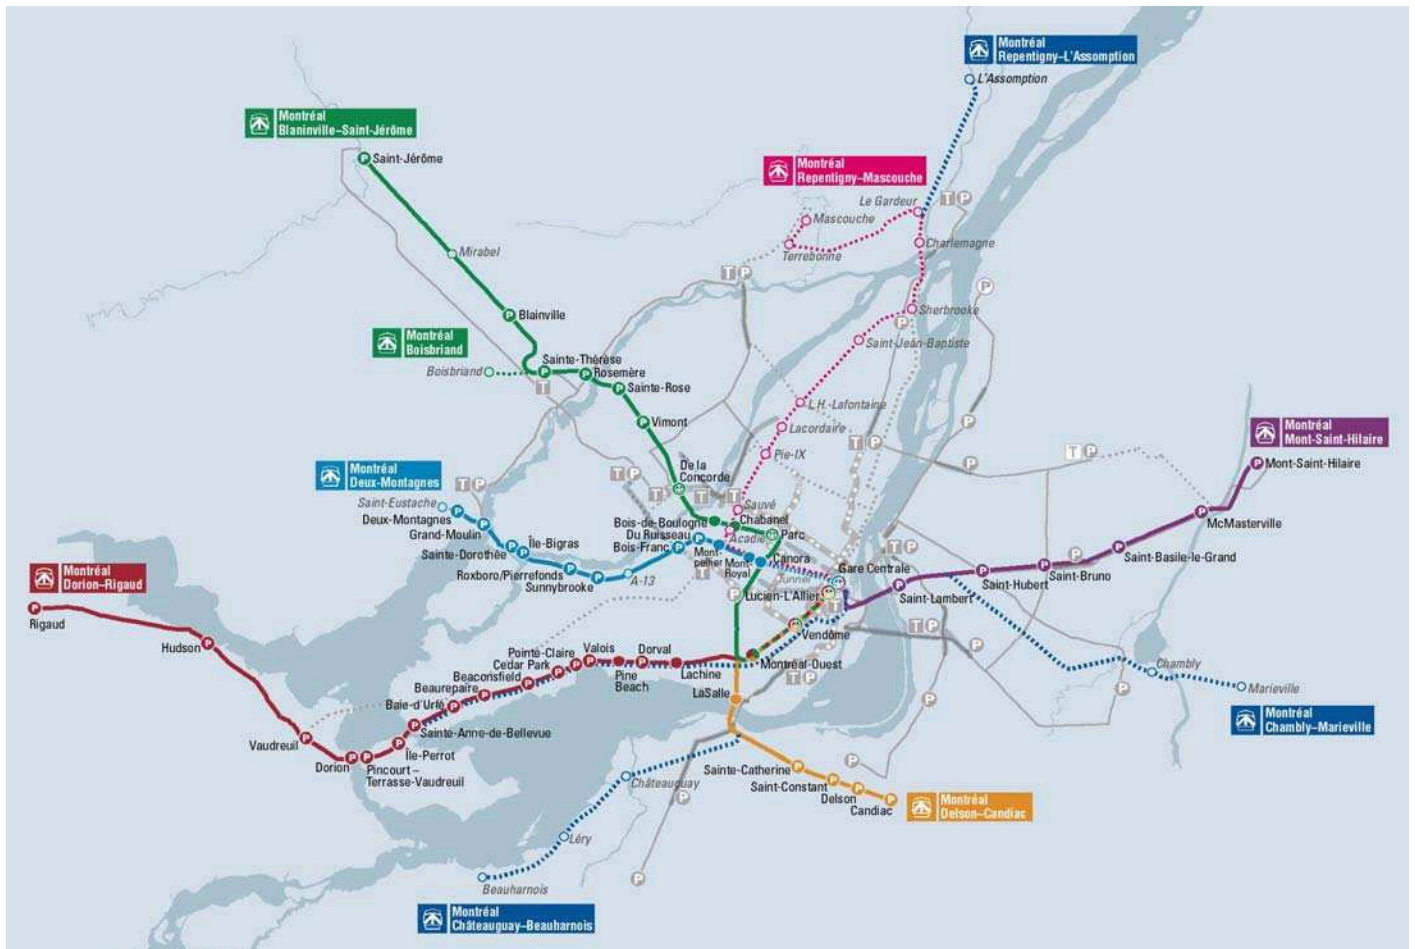 Montréal
Repentigny–L'Assomption
L'Assomption
Montréal
Blaninville–Saint-Jérôme
Saint-Jérôme
Montréal
Repentigny–Mascouche
Le Gardeur
T P
Mascouche
Charlemagne
Terrebonne
Mirabel
T P
P
Sherbrooke
P
Blainville
Saint-Jean-Baptiste
Montréal
Boisbriand
Boisbriand
Sainte-Thérèse
Rosemère
T
Sainte-Rose
L.H.-Lafontaine
Vimont
Lacordaire
Montréal
Mont-Saint-Hilaire
T P
Pie-IX
T P
Mont-Saint-Hilaire
P
De la
Concorde
Montréal
Deux-Montagnes
T P
T P
T
T
T
Saint-Eustache
Deux-Montagnes
Grand-Moulin
Sauvé
Bois-de-Boulogne
Chabanel
Du Ruisseau
Acadie
Parc
McMasterville
Bois-Franc
Sainte-Dorothée
Île-Bigras
Mont-
pellier
Mont-
Royal
Canora
T P
Saint-Basile-le-Grand
Roxboro/Pierrefonds
Sunnybrooke
A-13
T P
Tunnel
Gare Centrale
Saint-Hubert
Saint-Bruno
P
Montréal
Dorion–Rigaud
Lucien-L'Allier
T
P
Saint-Lambert
Rigaud
Hudson
Vendôme
T P
P
Pointe-Claire
Valois
Dorval
Cedar Park
Beaconsfield
Pine
Beach
Lachine
Montréal-Ouest
Chambly
T P
Beaurepaire
LaSalle
P
P
Marieville
Baie-d'Urfé
Montréal
Chambly–Marieville
Sainte-Anne-de-Bellevue
Vaudreuil
Île-Perrot
Dorion
Pincourt –
Terrasse-Vaudreuil
P
Sainte-Catherine
Châteauguay
Saint-Constant
P
Delson
Candiac
Montréal
Delson–Candiac
Léry
P
Beauharnois
Montréal
Châteauguay–Beauharnois